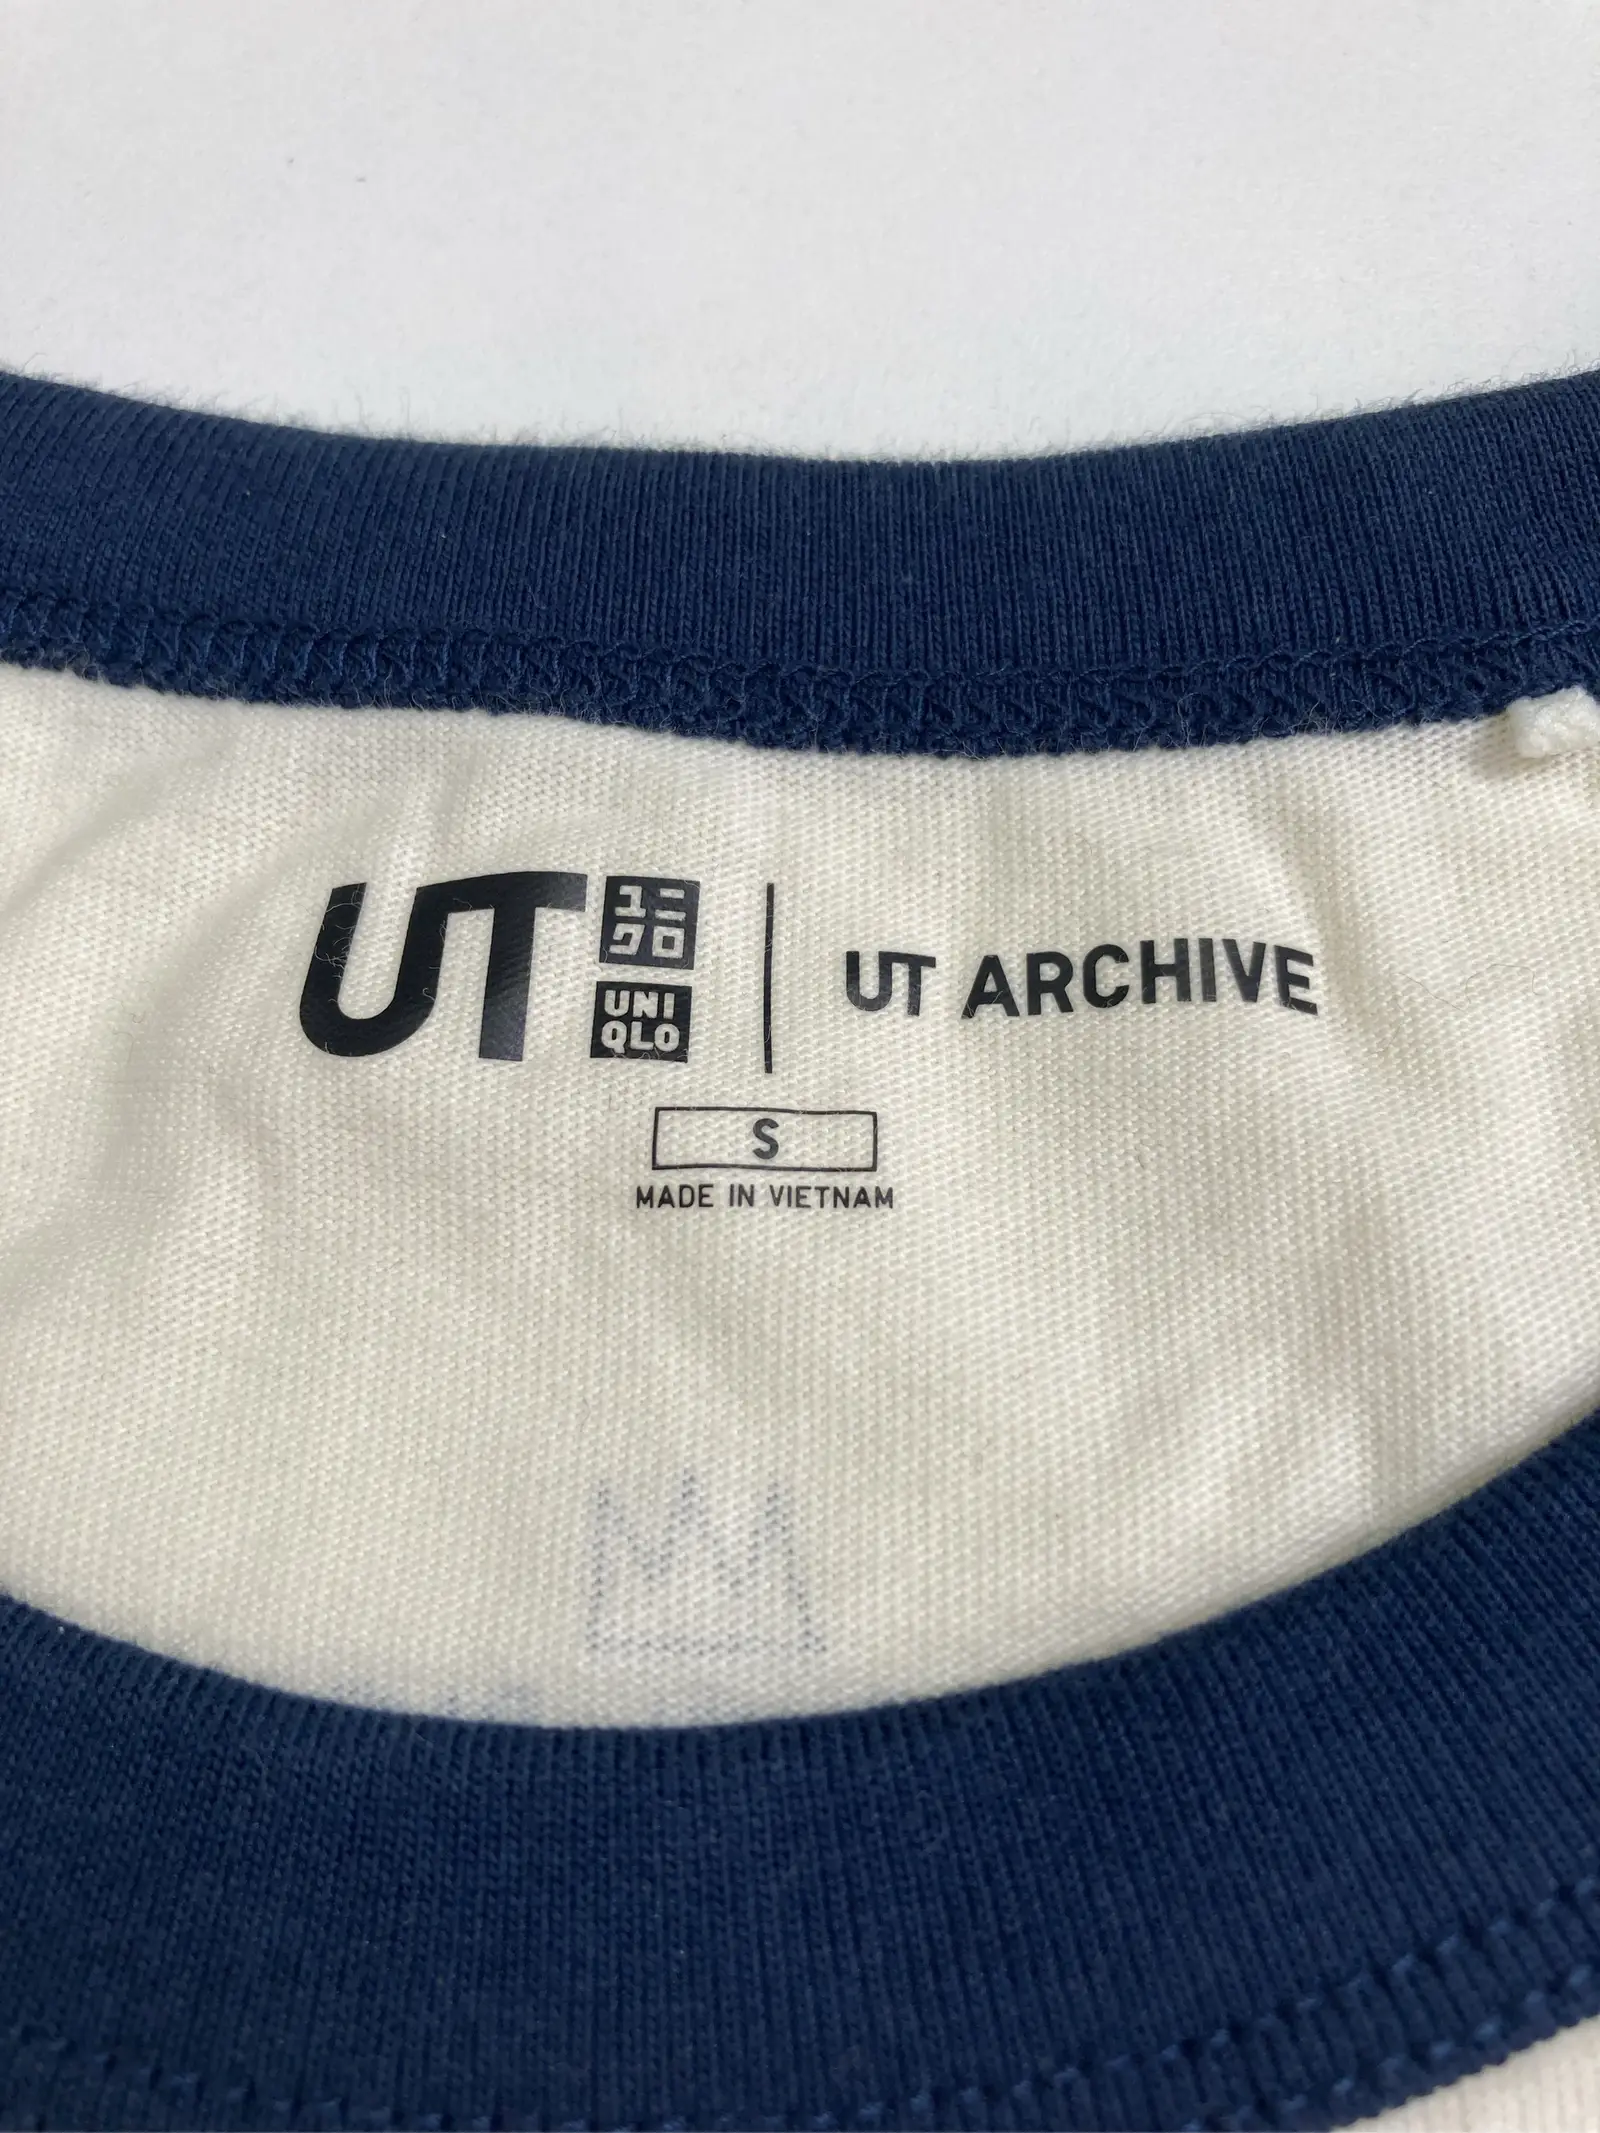 UT ユニクロ UNIQLO | UT ARCHIVE
S
MADE IN VIETNAM